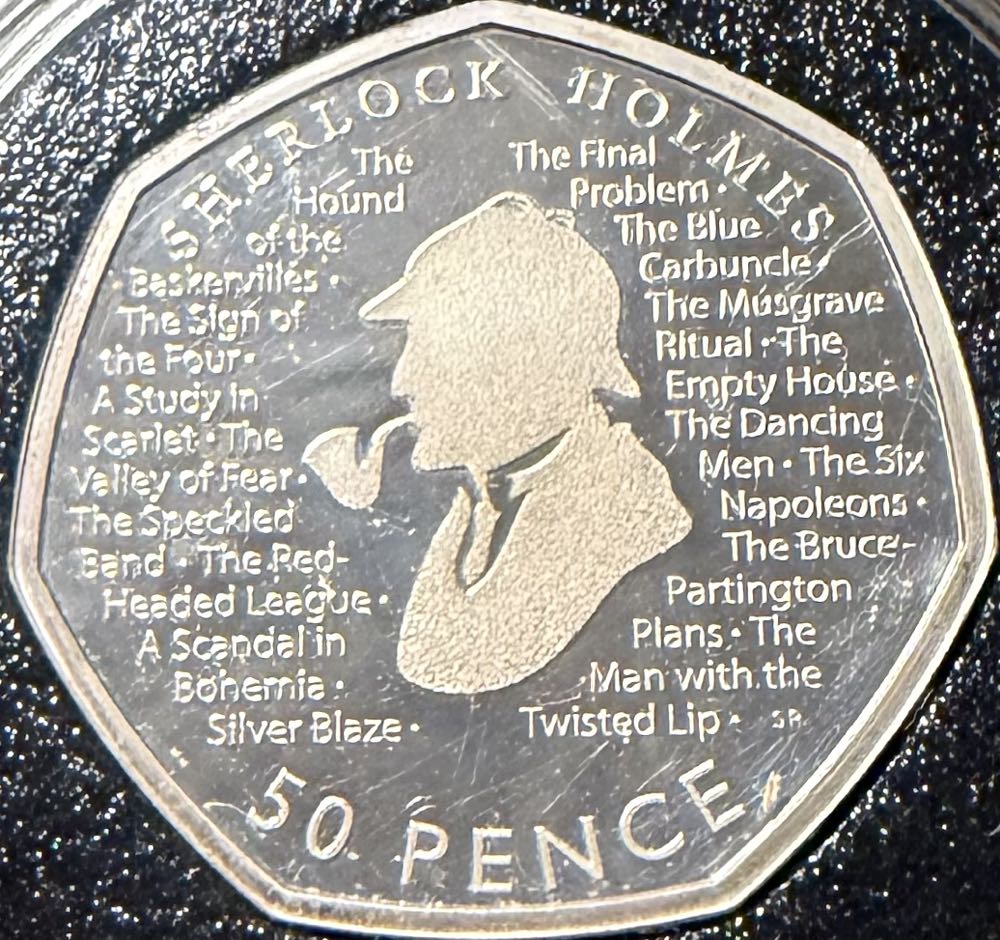 SHERLOCK HOLMES
The
Hound
of the
Baskervilles ·
The Sign of
the Four ·
A Study in
Scarlet · The
Valley of Fear ·
The Speckled
Band · The Red-
Headed League ·
A Scandal in
Bohemia ·
Silver Blaze ·
The Final
Problem ·
The Blue
Carbuncle ·
The Musgrave
Ritual · The
Empty House ·
The Dancing
Men · The Six
Napoleons ·
The Bruce-
Partington
Plans · The
Man with the
Twisted Lip ·
SR
50 PENCE